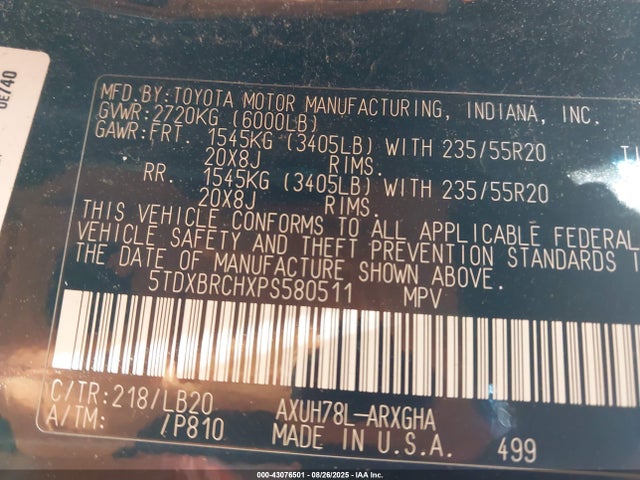 OE/40
MFD.BY:TOYOTA MOTOR MANUFACTURING, INDIANA, INC.
GVWR:2720KG (6000LB)
GAWR:FRT. 1545KG (3405LB) WITH 235/55R20
20X8J RIMS.
RR. 1545KG (3405LB) WITH 235/55R20
20X8J RIMS.
THIS VEHICLE CONFORMS TO ALL APPLICABLE FEDERAL
VEHICLE SAFETY AND THEFT PREVENTION STANDARDS I
THE DATE OF MANUFACTURE SHOWN ABOVE.
5TDXBRCHXPS580511 MPV
C/TR:218/LB20 AXUH78L-ARXGHA
A/TM: /P810 MADE IN U.S.A. 499
000-43076501 - 08/26/2025 - IAA Inc.